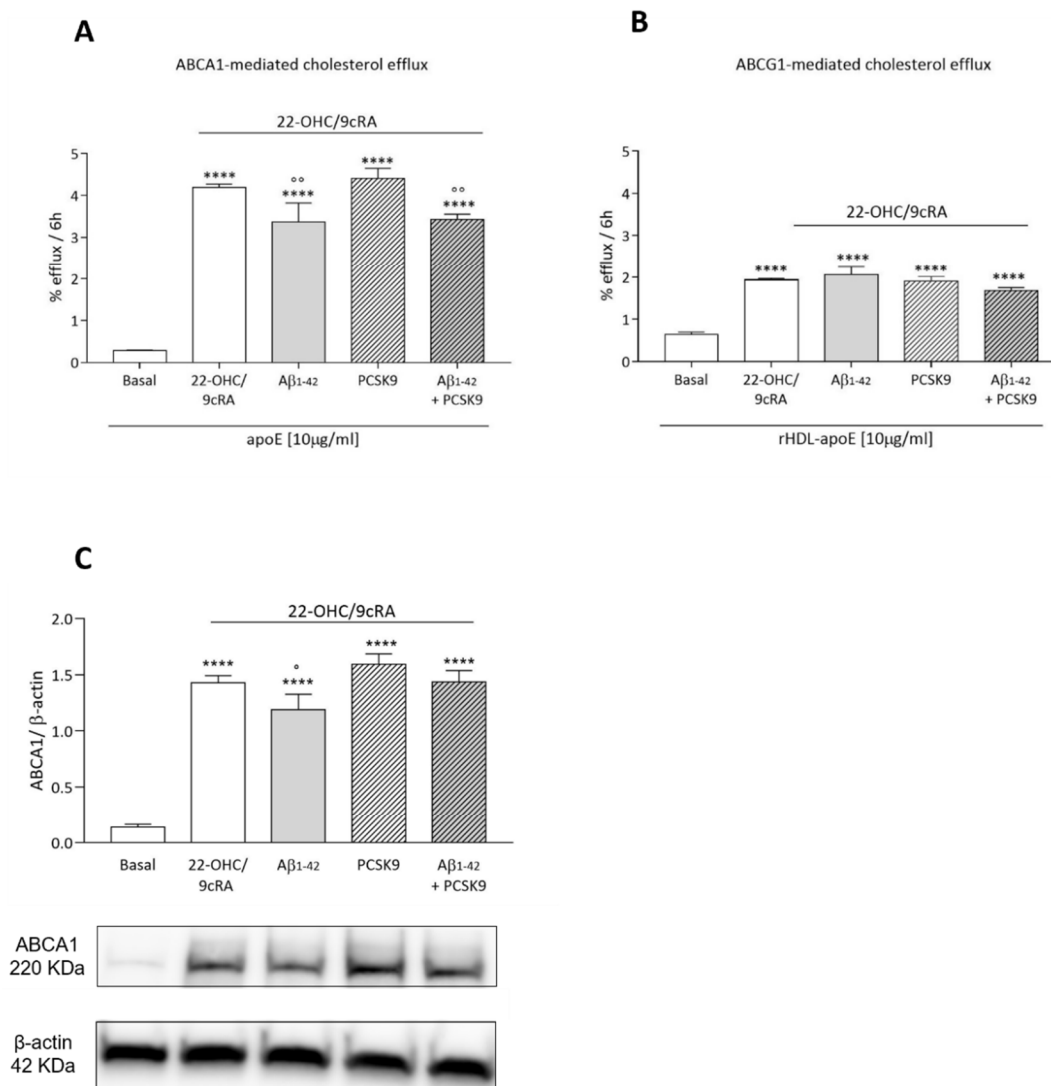 A
ABCA1-mediated cholesterol efflux
22-OHC/9cRA
% efflux / 6h
5
4
3
2
1
0
****
°°
****
****
°°
****
Basal
22-OHC/
9cRA
Aβ1-42
PCSK9
Aβ1-42
+ PCSK9
apoE [10μg/ml]
B
ABCG1-mediated cholesterol efflux
22-OHC/9cRA
% efflux / 6h
5
4
3
2
1
0
****
****
****
****
Basal
22-OHC/
9cRA
Aβ1-42
PCSK9
Aβ1-42
+ PCSK9
rHDL-apoE [10μg/ml]
C
22-OHC/9cRA
ABCA1/ β-actin
2.0
1.5
1.0
0.5
0.0
****
°
****
****
****
Basal
22-OHC/
9cRA
Aβ1-42
PCSK9
Aβ1-42
+ PCSK9
ABCA1
220 KDa
β-actin
42 KDa